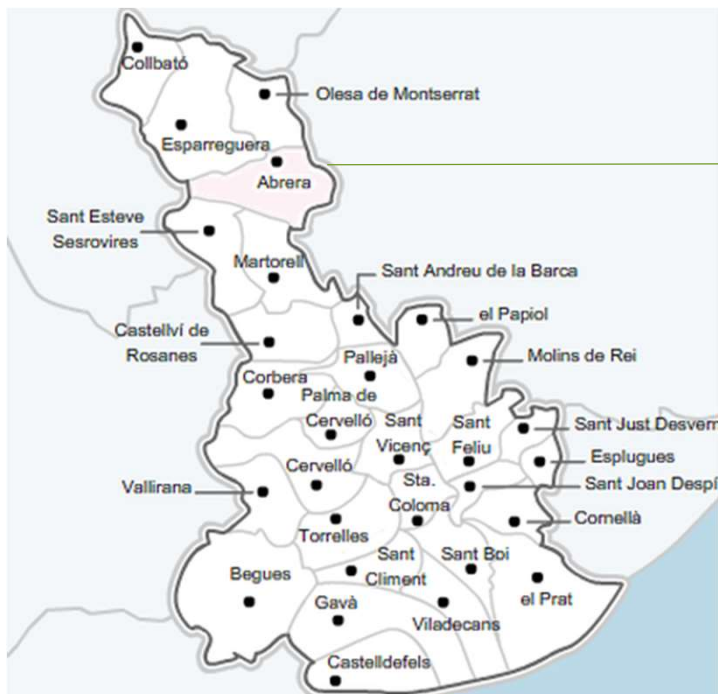 Collbató
Olesa de Montserrat
Esparreguera
Abrera
Sant Esteve
Sesrovires
Martorell
Sant Andreu de la Barca
el Papiol
Castellví de
Rosanes
Pallejà
Molins de Rei
Corbera
Palma de
Cervelló
Sant
Vicenç
Sant
Feliu
Sant Just Desvern
Esplugues
Cervelló
Sta.
Coloma
Sant Joan Despí
Vallirana
Cornellà
Torrelles
Sant
Climent
Sant Boi
Begues
el Prat
Gavà
Viladecans
Castelldefels